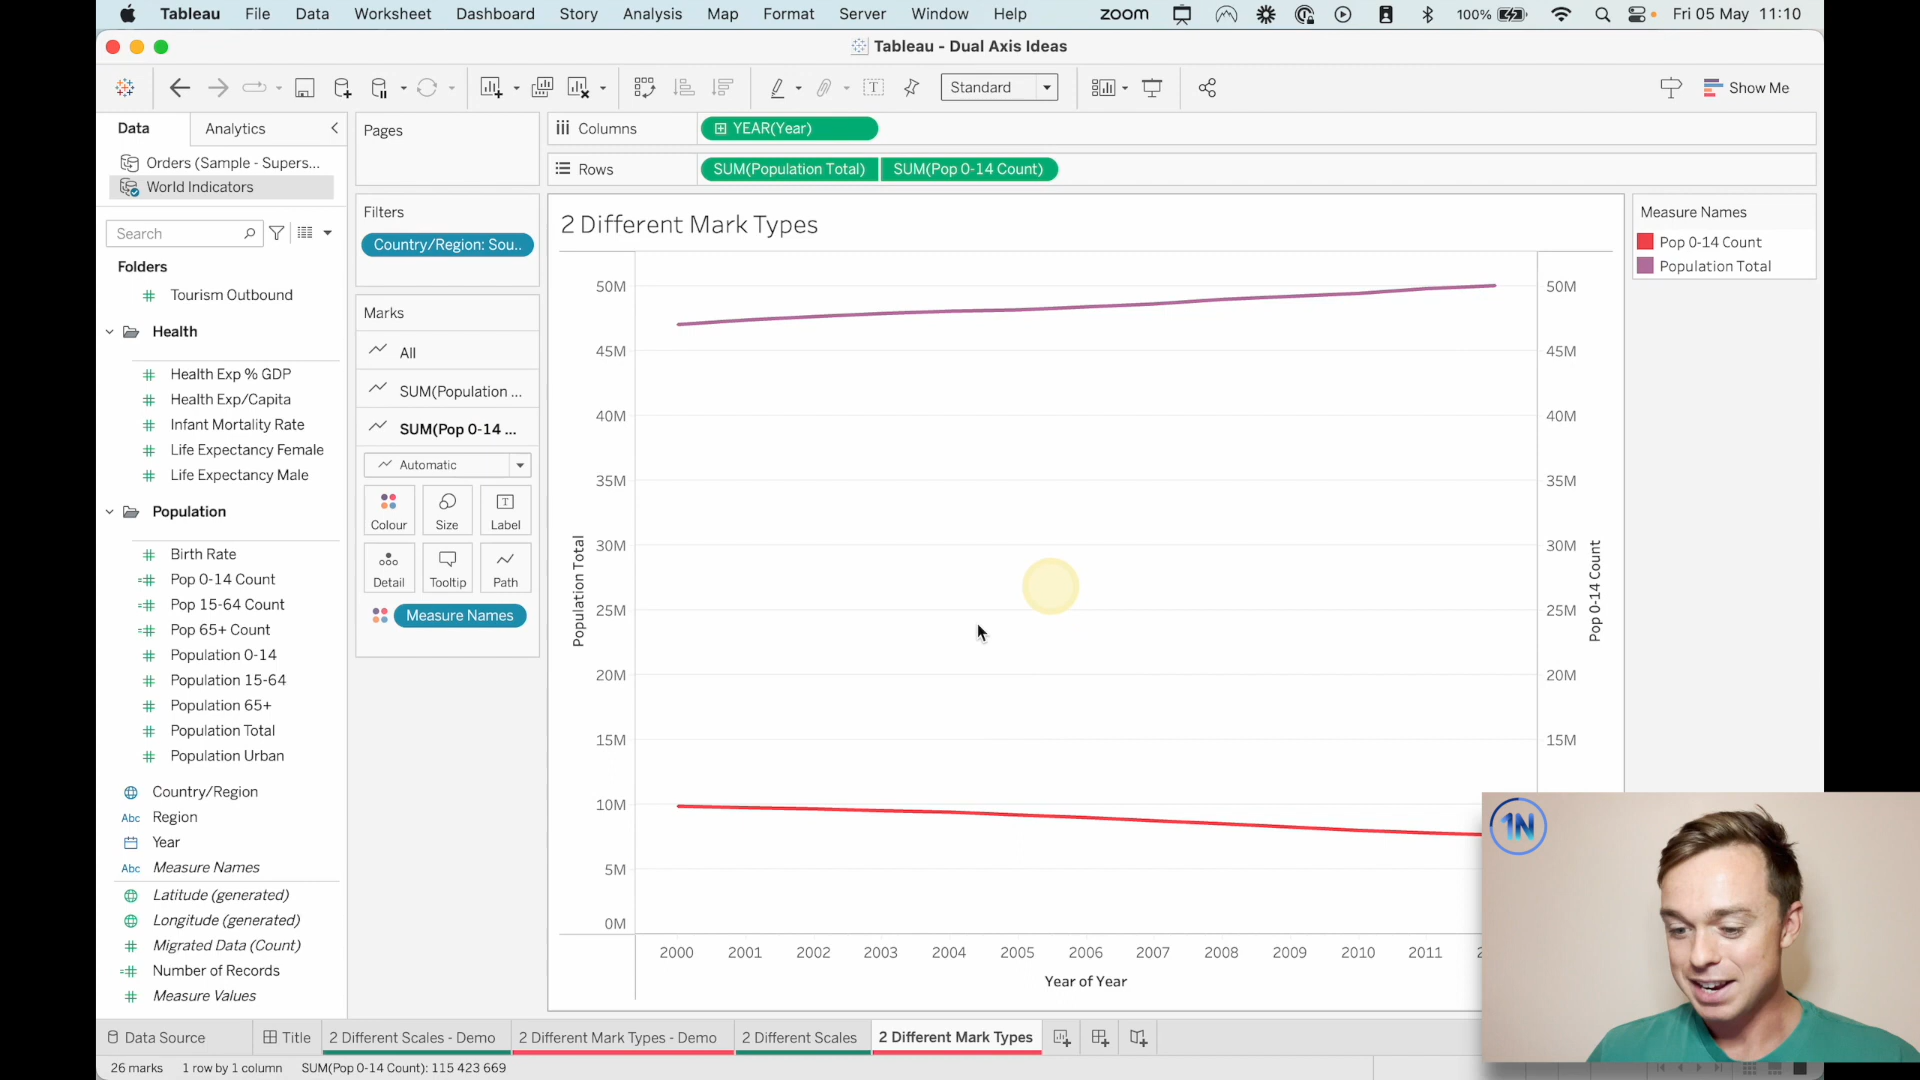 Tableau File Data Worksheet Dashboard Story Analysis Map Format Server Window Help zoom 100% Fri 05 May 11:10
Tableau - Dual Axis Ideas
Standard Show Me
Data Analytics
Orders (Sample - Supers...
World Indicators
Search
Folders
Tourism Outbound
Health
Health Exp % GDP
Health Exp/Capita
Infant Mortality Rate
Life Expectancy Female
Life Expectancy Male
Population
Birth Rate
Pop 0-14 Count
Pop 15-64 Count
Pop 65+ Count
Population 0-14
Population 15-64
Population 65+
Population Total
Population Urban
Country/Region
Abc Region
Year
Abc Measure Names
Latitude (generated)
Longitude (generated)
Migrated Data (Count)
Number of Records
Measure Values
Pages
Filters
Country/Region: Sou..
Marks
All
SUM(Population ...
SUM(Pop 0-14 ...
Automatic
Colour Size Label
Detail Tooltip Path
Measure Names
Columns YEAR(Year)
Rows SUM(Population Total) SUM(Pop 0-14 Count)
2 Different Mark Types
50M
45M
40M
35M
30M
25M
20M
15M
10M
5M
0M
Population Total
50M
45M
40M
35M
30M
25M
20M
15M
Pop 0-14 Count
2000 2001 2002 2003 2004 2005 2006 2007 2008 2009 2010 2011
Year of Year
Measure Names
Pop 0-14 Count
Population Total
1N
Data Source Title 2 Different Scales - Demo 2 Different Mark Types - Demo 2 Different Scales 2 Different Mark Types
26 marks 1 row by 1 column SUM(Pop 0-14 Count): 115 423 669